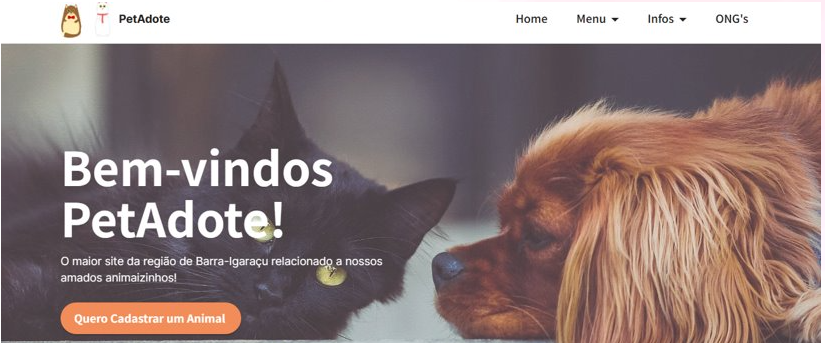 PetAdote
Home
Menu
Infos
ONG's
Bem-vindos
PetAdote!
O maior site da região de Barra-Igaraçu relacionado a nossos
amados animaizinhos!
Quero Cadastrar um Animal